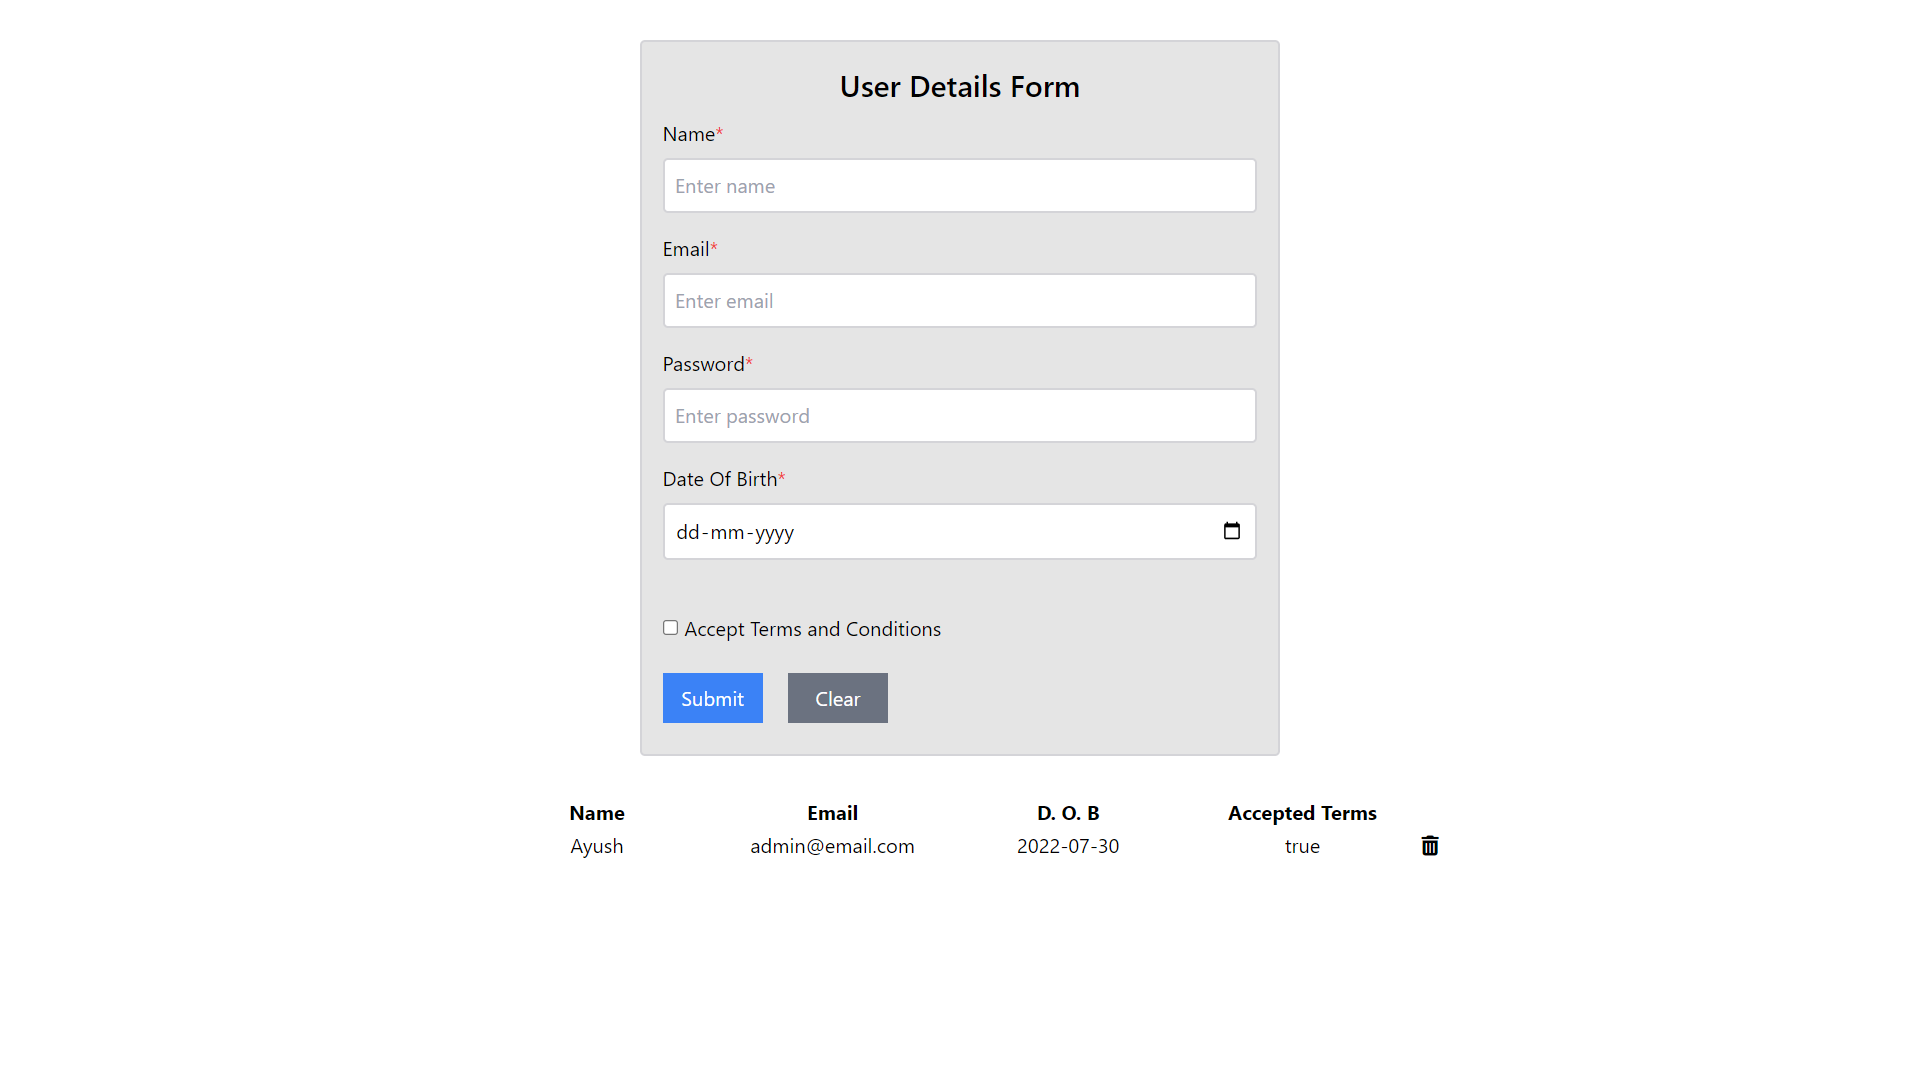 User Details Form
Name*
Enter name
Email*
Enter email
Password*
Enter password
Date Of Birth*
dd-mm-yyyy
Accept Terms and Conditions
Submit Clear
Name Email D. O. B Accepted Terms
Ayush admin@email.com 2022-07-30 true